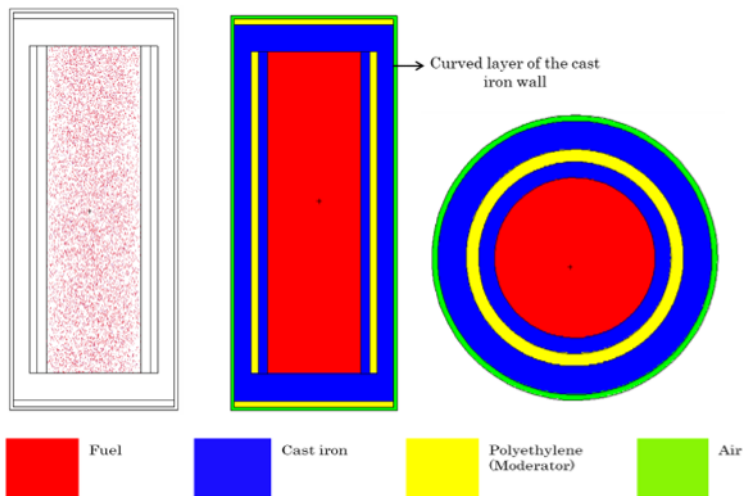 Curved layer of the cast
iron wall
Fuel
Cast iron
Polyethylene
(Moderator)
Air